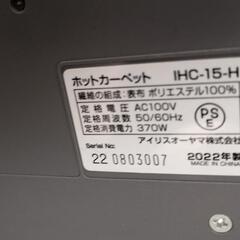 ホットカーペット IHC-15-H
繊維の組成:表布 ポリエステル100%
定格電圧 AC100V
定格周波数 50/60Hz
定格消費電力 370W
PSE
アイリスオーヤマ株式会社
Serial No:
22 0803007 2022年製
MADE IN CHINA